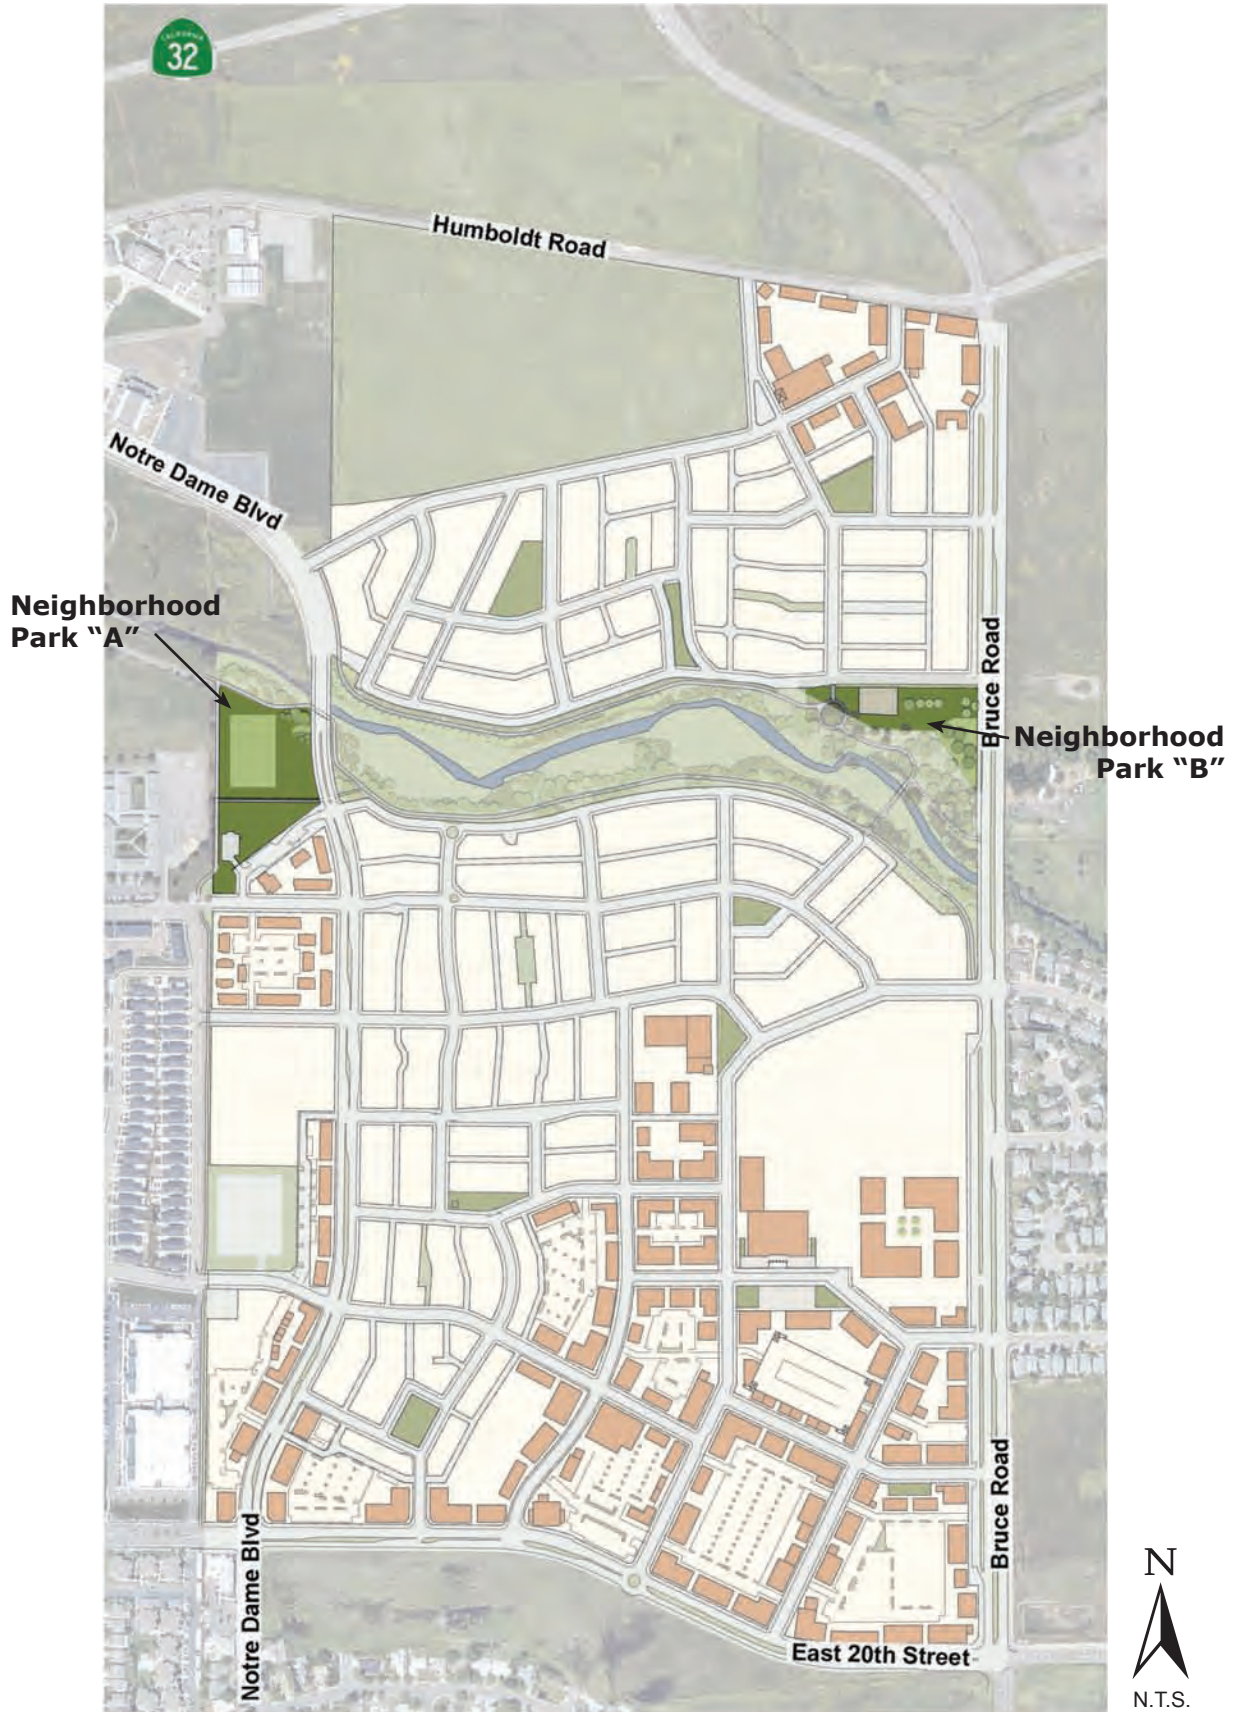 CALIFORNIA
32
Humboldt Road
Notre Dame Blvd
Neighborhood
Park “A”
Bruce Road
Neighborhood
Park “B”
Notre Dame Blvd
Bruce Road
East 20th Street
N
N.T.S.